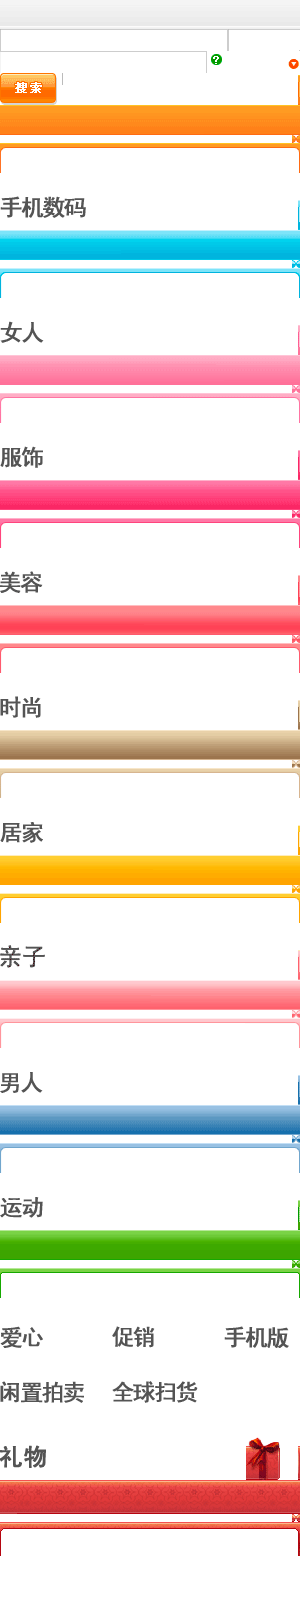 搜索
手机数码
女人
服饰
美容
时尚
居家
亲子
男人
运动
爱心 促销 手机版
闲置拍卖 全球扫货
礼物